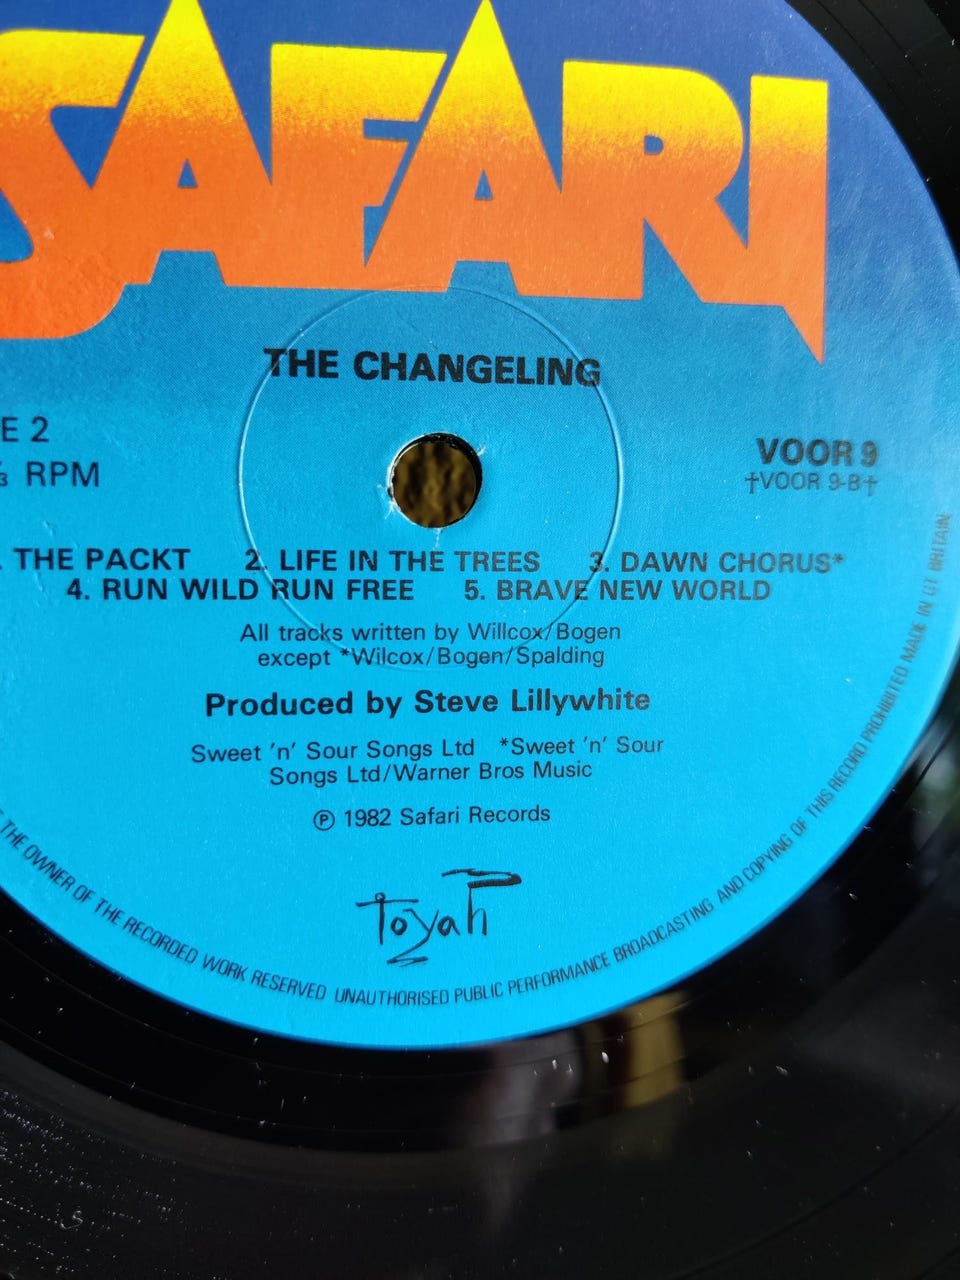 SAFARI
THE CHANGELING
E 2
RPM
VOOR 9
†VOOR 9-B†
. THE PACKT 2. LIFE IN THE TREES 3. DAWN CHORUS*
4. RUN WILD RUN FREE 5. BRAVE NEW WORLD
All tracks written by Willcox/Bogen
except *Wilcox/Bogen/Spalding
Produced by Steve Lillywhite
Sweet 'n' Sour Songs Ltd *Sweet 'n' Sour
Songs Ltd/Warner Bros Music
℗ 1982 Safari Records
toyah
THE OWNER OF THE RECORDED WORK RESERVED UNAUTHORISED PUBLIC PERFORMANCE BROADCASTING AND COPYING OF THIS RECORD PROHIBITED MADE IN GT BRITAIN